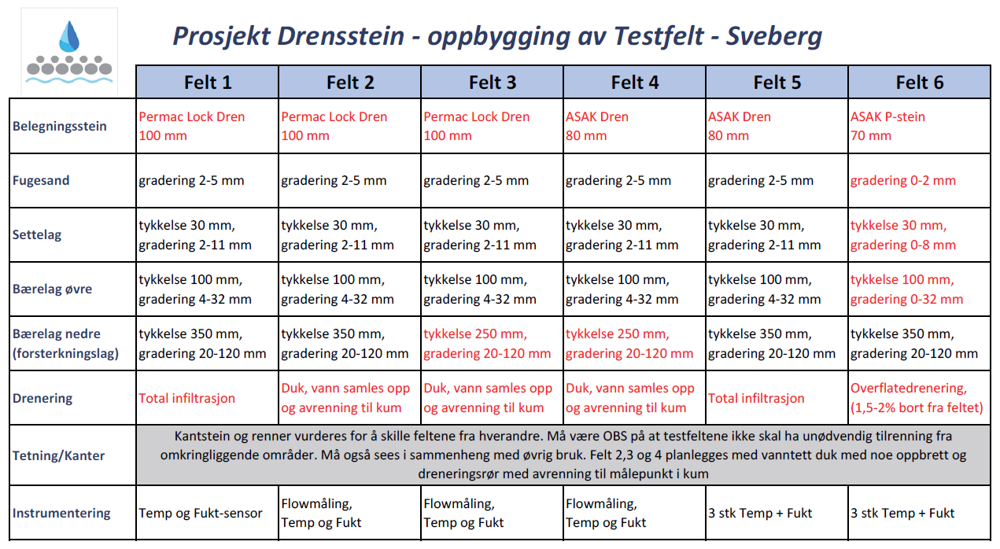 Prosjekt Drensstein - oppbygging av Testfelt - Sveberg
Felt 1 Felt 2 Felt 3 Felt 4 Felt 5 Felt 6
Belegningsstein
Permac Lock Dren
100 mm
Permac Lock Dren
100 mm
Permac Lock Dren
100 mm
ASAK Dren
80 mm
ASAK Dren
80 mm
ASAK P-stein
70 mm
Fugesand
gradering 2-5 mm
gradering 2-5 mm
gradering 2-5 mm
gradering 2-5 mm
gradering 2-5 mm
gradering 0-2 mm
Settelag
tykkelse 30 mm,
gradering 2-11 mm
tykkelse 30 mm,
gradering 2-11 mm
tykkelse 30 mm,
gradering 2-11 mm
tykkelse 30 mm,
gradering 2-11 mm
tykkelse 30 mm,
gradering 2-11 mm
tykkelse 30 mm,
gradering 0-8 mm
Bærelag øvre
tykkelse 100 mm,
gradering 4-32 mm
tykkelse 100 mm,
gradering 4-32 mm
tykkelse 100 mm,
gradering 4-32 mm
tykkelse 100 mm,
gradering 4-32 mm
tykkelse 100 mm,
gradering 4-32 mm
tykkelse 100 mm,
gradering 0-32 mm
Bærelag nedre
(forsterkningslag)
tykkelse 350 mm,
gradering 20-120 mm
tykkelse 350 mm,
gradering 20-120 mm
tykkelse 250 mm,
gradering 20-120 mm
tykkelse 250 mm,
gradering 20-120 mm
tykkelse 350 mm,
gradering 20-120 mm
tykkelse 350 mm,
gradering 20-120 mm
Drenering
Total infiltrasjon
Duk, vann samles opp
og avrenning til kum
Duk, vann samles opp
og avrenning til kum
Duk, vann samles opp
og avrenning til kum
Total infiltrasjon
Overflatedrenering,
(1,5-2% bort fra feltet)
Tetning/Kanter
Kantstein og renner vurderes for å skille feltene fra hverandre. Må være OBS på at testfeltene ikke skal ha unødvendig tilrenning fra
omkringliggende områder. Må også sees i sammenheng med øvrig bruk. Felt 2,3 og 4 planlegges med vanntett duk med noe oppbrett og
dreneringsrør med avrenning til målepunkt i kum
Instrumentering
Temp og Fukt-sensor
Flowmåling,
Temp og Fukt
Flowmåling,
Temp og Fukt
Flowmåling,
Temp og Fukt
3 stk Temp + Fukt
3 stk Temp + Fukt